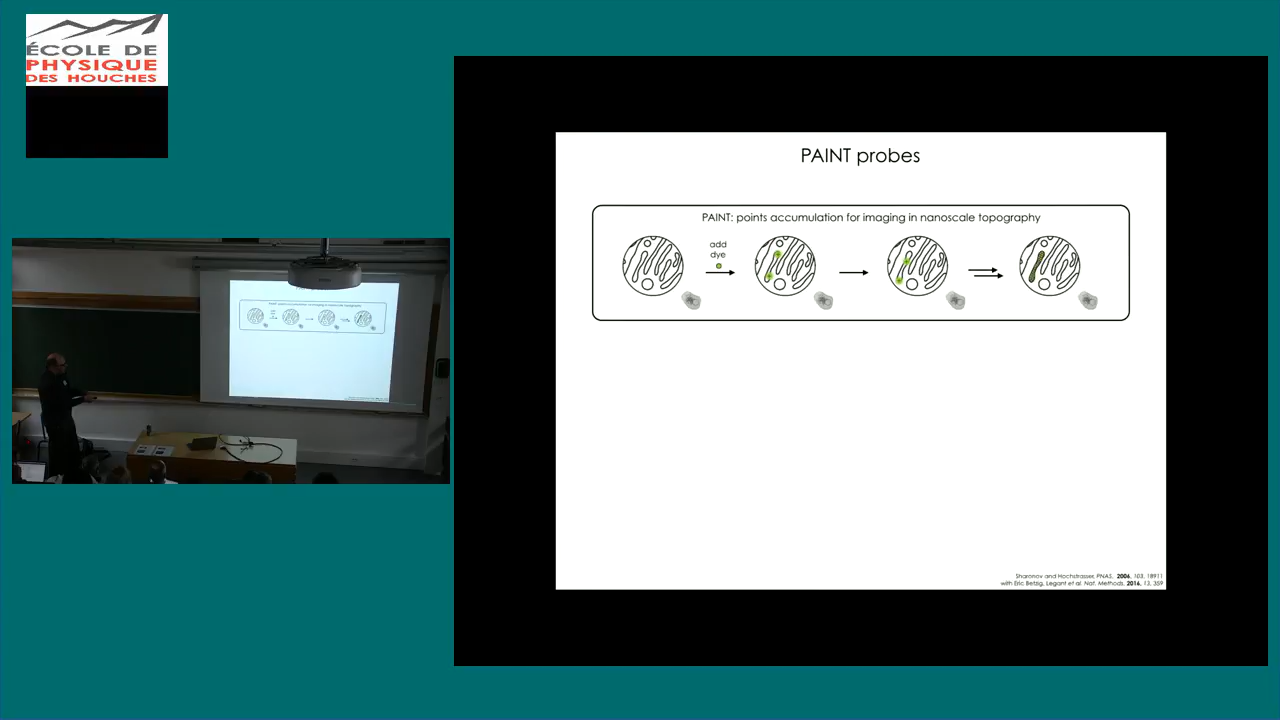 ÉCOLE DE
PHYSIQUE
DES HOUCHES
PAINT probes
PAINT: points accumulation for imaging in nanoscale topography
add
dye
Sharonov and Hochstrasser, PNAS, 2006, 103, 18911
with Eric Betzig, Legant et al. Nat. Methods, 2016, 13, 359